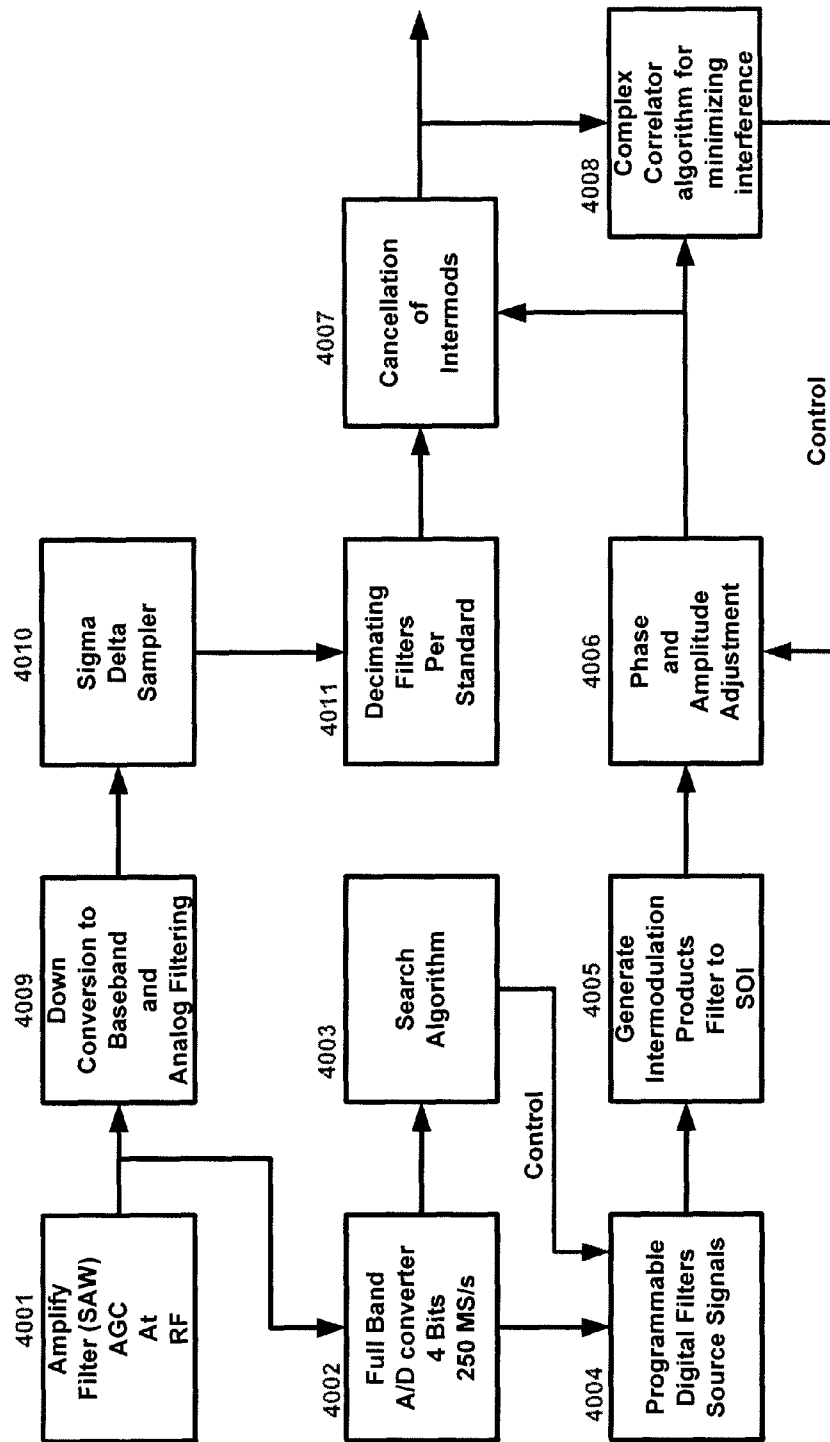 4001
Amplify
Filter (SAW)
AGC
At
RF
4009
Down
Conversion to
Baseband
and
Analog Filtering
4010
Sigma
Delta
Sampler
4002
Full Band
A/D converter
4 Bits
250 MS/s
4003
Search
Algorithm
4011
Decimating
Filters
Per
Standard
4007
Cancellation
of
Intermods
Control
4004
Programmable
Digital Filters
Source Signals
4005
Generate
Intermodulation
Products
Filter to
SOI
4006
Phase
and
Amplitude
Adjustment
4008
Complex
Correlator
algorithm for
minimizing
interference
Control